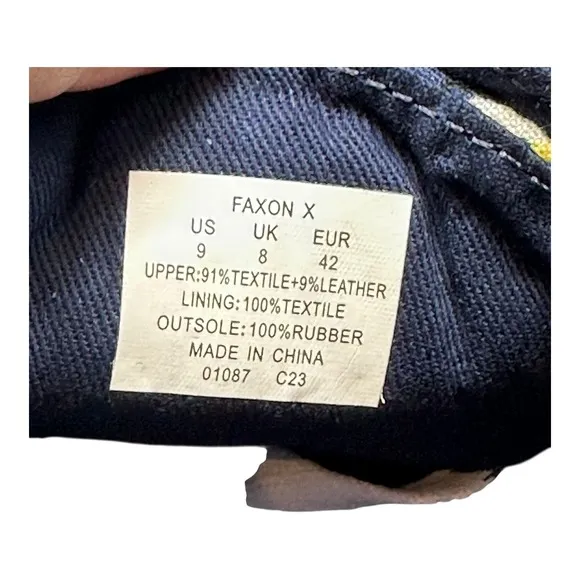 FAXON X
US UK EUR
9 8 42
UPPER:91%TEXTILE+9%LEATHER
LINING:100%TEXTILE
OUTSOLE:100%RUBBER
MADE IN CHINA
01087 C23